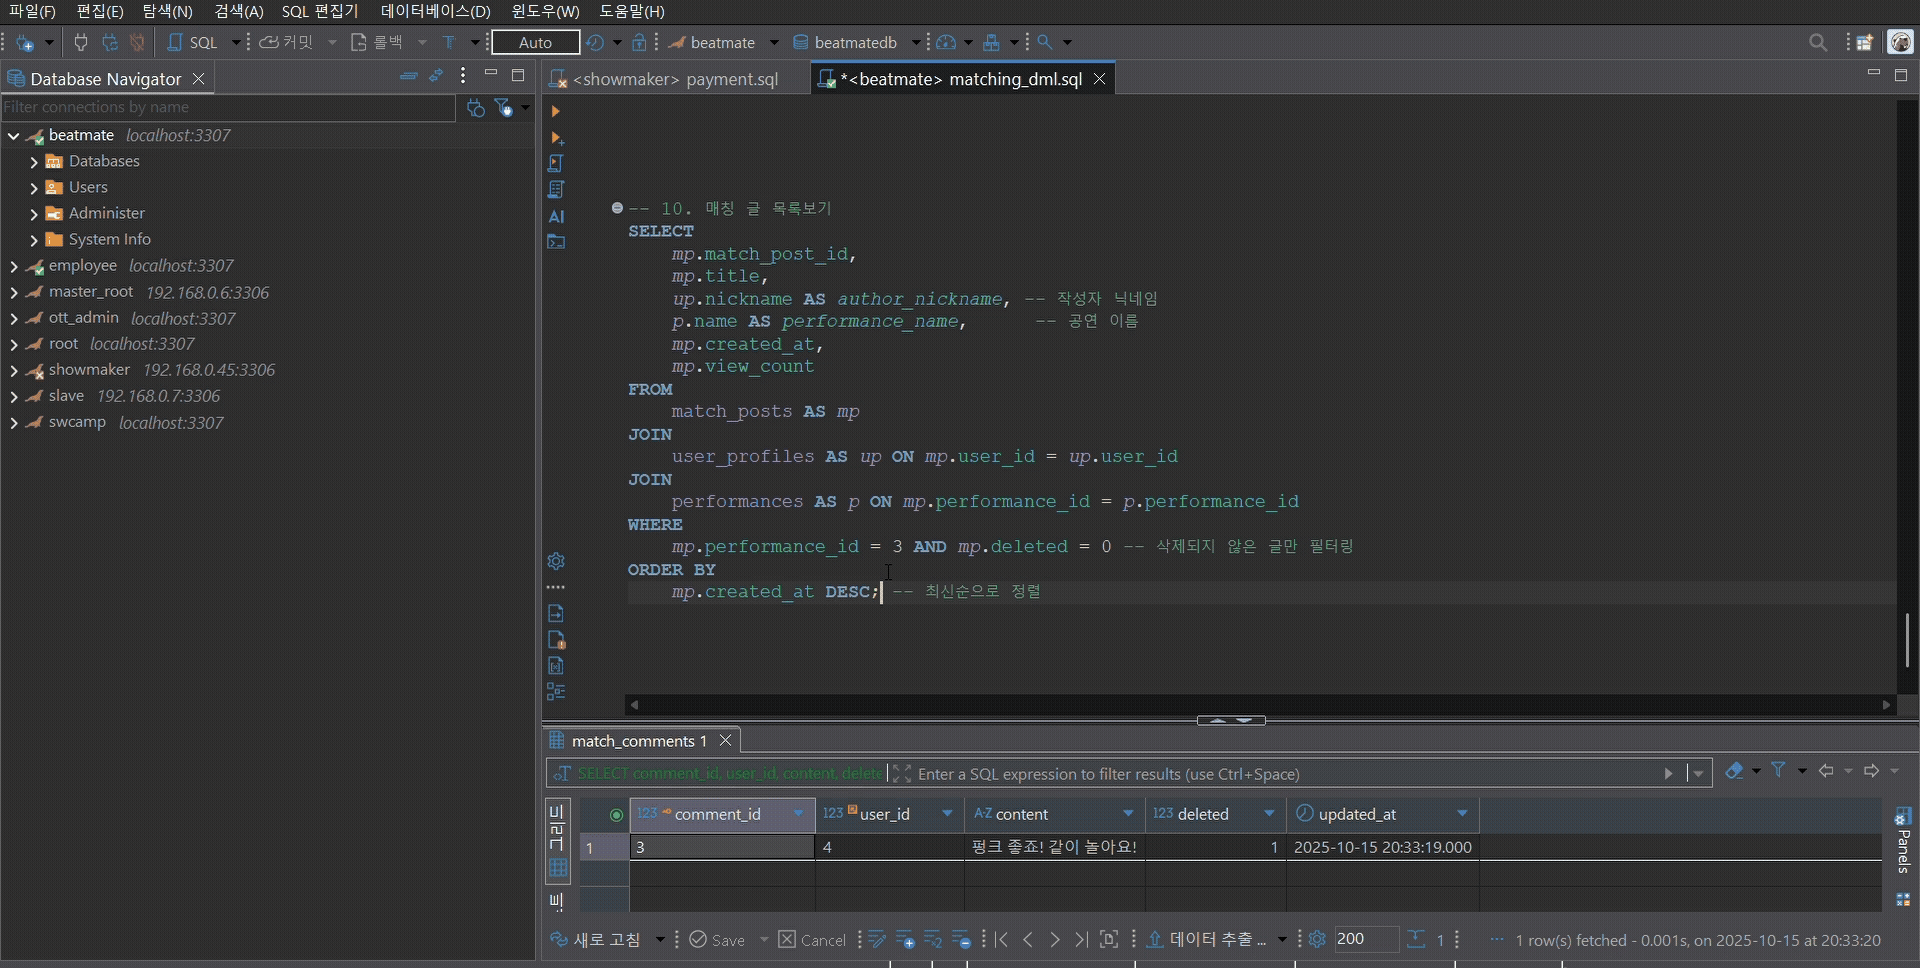 파일(F) 편집(E) 탐색(N) 검색(A) SQL 편집기 데이터베이스(D) 윈도우(W) 도움말(H)
SQL 커밋 롤백 T Auto beatmate beatmatedb
Database Navigator
Filter connections by name
beatmate localhost:3307
Databases
Users
Administer
System Info
employee localhost:3307
master_root 192.168.0.6:3306
ott_admin localhost:3307
root localhost:3307
showmaker 192.168.0.45:3306
slave 192.168.0.7:3306
swcamp localhost:3307
<showmaker> payment.sql
*<beatmate> matching_dml.sql
AI
-- 10. 매칭 글 목록보기
SELECT
mp.match_post_id,
mp.title,
up.nickname AS author_nickname, -- 작성자 닉네임
p.name AS performance_name, -- 공연 이름
mp.created_at,
mp.view_count
FROM
match_posts AS mp
JOIN
user_profiles AS up ON mp.user_id = up.user_id
JOIN
performances AS p ON mp.performance_id = p.performance_id
WHERE
mp.performance_id = 3 AND mp.deleted = 0 -- 삭제되지 않은 글만 필터링
ORDER BY
mp.created_at DESC; -- 최신순으로 정렬
match_comments 1
SELECT comment_id, user_id, content, delete
Enter a SQL expression to filter results (use Ctrl+Space)
그리드
123 comment_id 123 user_id A-Z content 123 deleted updated_at
1 3 4 펑크 좋죠! 같이 놀아요! 1 2025-10-15 20:33:19.000
Panels
새로 고침 Save Cancel 데이터 추출 ... 200 1 ... 1 row(s) fetched - 0.001s, on 2025-10-15 at 20:33:20